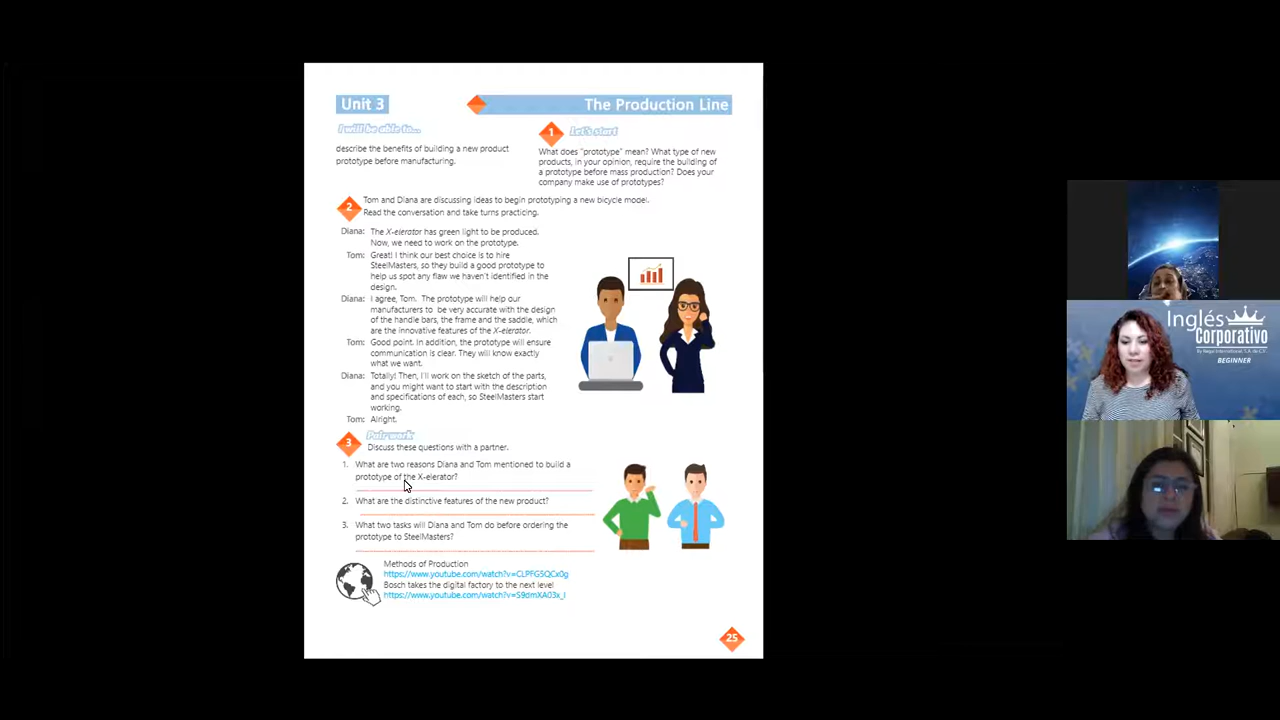 Unit 3
The Production Line
I will be able to...
describe the benefits of building a new product
prototype before manufacturing.
1
Let's start
What does "prototype" mean? What type of new
products, in your opinion, require the building of
a prototype before mass production? Does your
company make use of prototypes?
2
Tom and Diana are discussing ideas to begin prototyping a new bicycle model.
Read the conversation and take turns practicing.
Diana: The X-elerator has green light to be produced.
Now, we need to work on the prototype.
Tom: Great! I think our best choice is to hire
SteelMasters, so they build a good prototype to
help us spot any flaw we haven't identified in the
design.
Diana: I agree, Tom. The prototype will help our
manufacturers to be very accurate with the design
of the handle bars, the frame and the saddle, which
are the innovative features of the X-elerator.
Tom: Good point. In addition, the prototype will ensure
communication is clear. They will know exactly
what we want.
Diana: Totally! Then, I'll work on the sketch of the parts,
and you might want to start with the description
and specifications of each, so SteelMasters start
working.
Tom: Alright.
3
Pair work
Discuss these questions with a partner.
1. What are two reasons Diana and Tom mentioned to build a
prototype of the X-elerator?
2. What are the distinctive features of the new product?
3. What two tasks will Diana and Tom do before ordering the
prototype to SteelMasters?
Methods of Production
https://www.youtube.com/watch?v=CLPFG5QCx0g
Bosch takes the digital factory to the next level
https://www.youtube.com/watch?v=S9dmXA03x_I
25
Inglés
Corporativo
BEGINNER